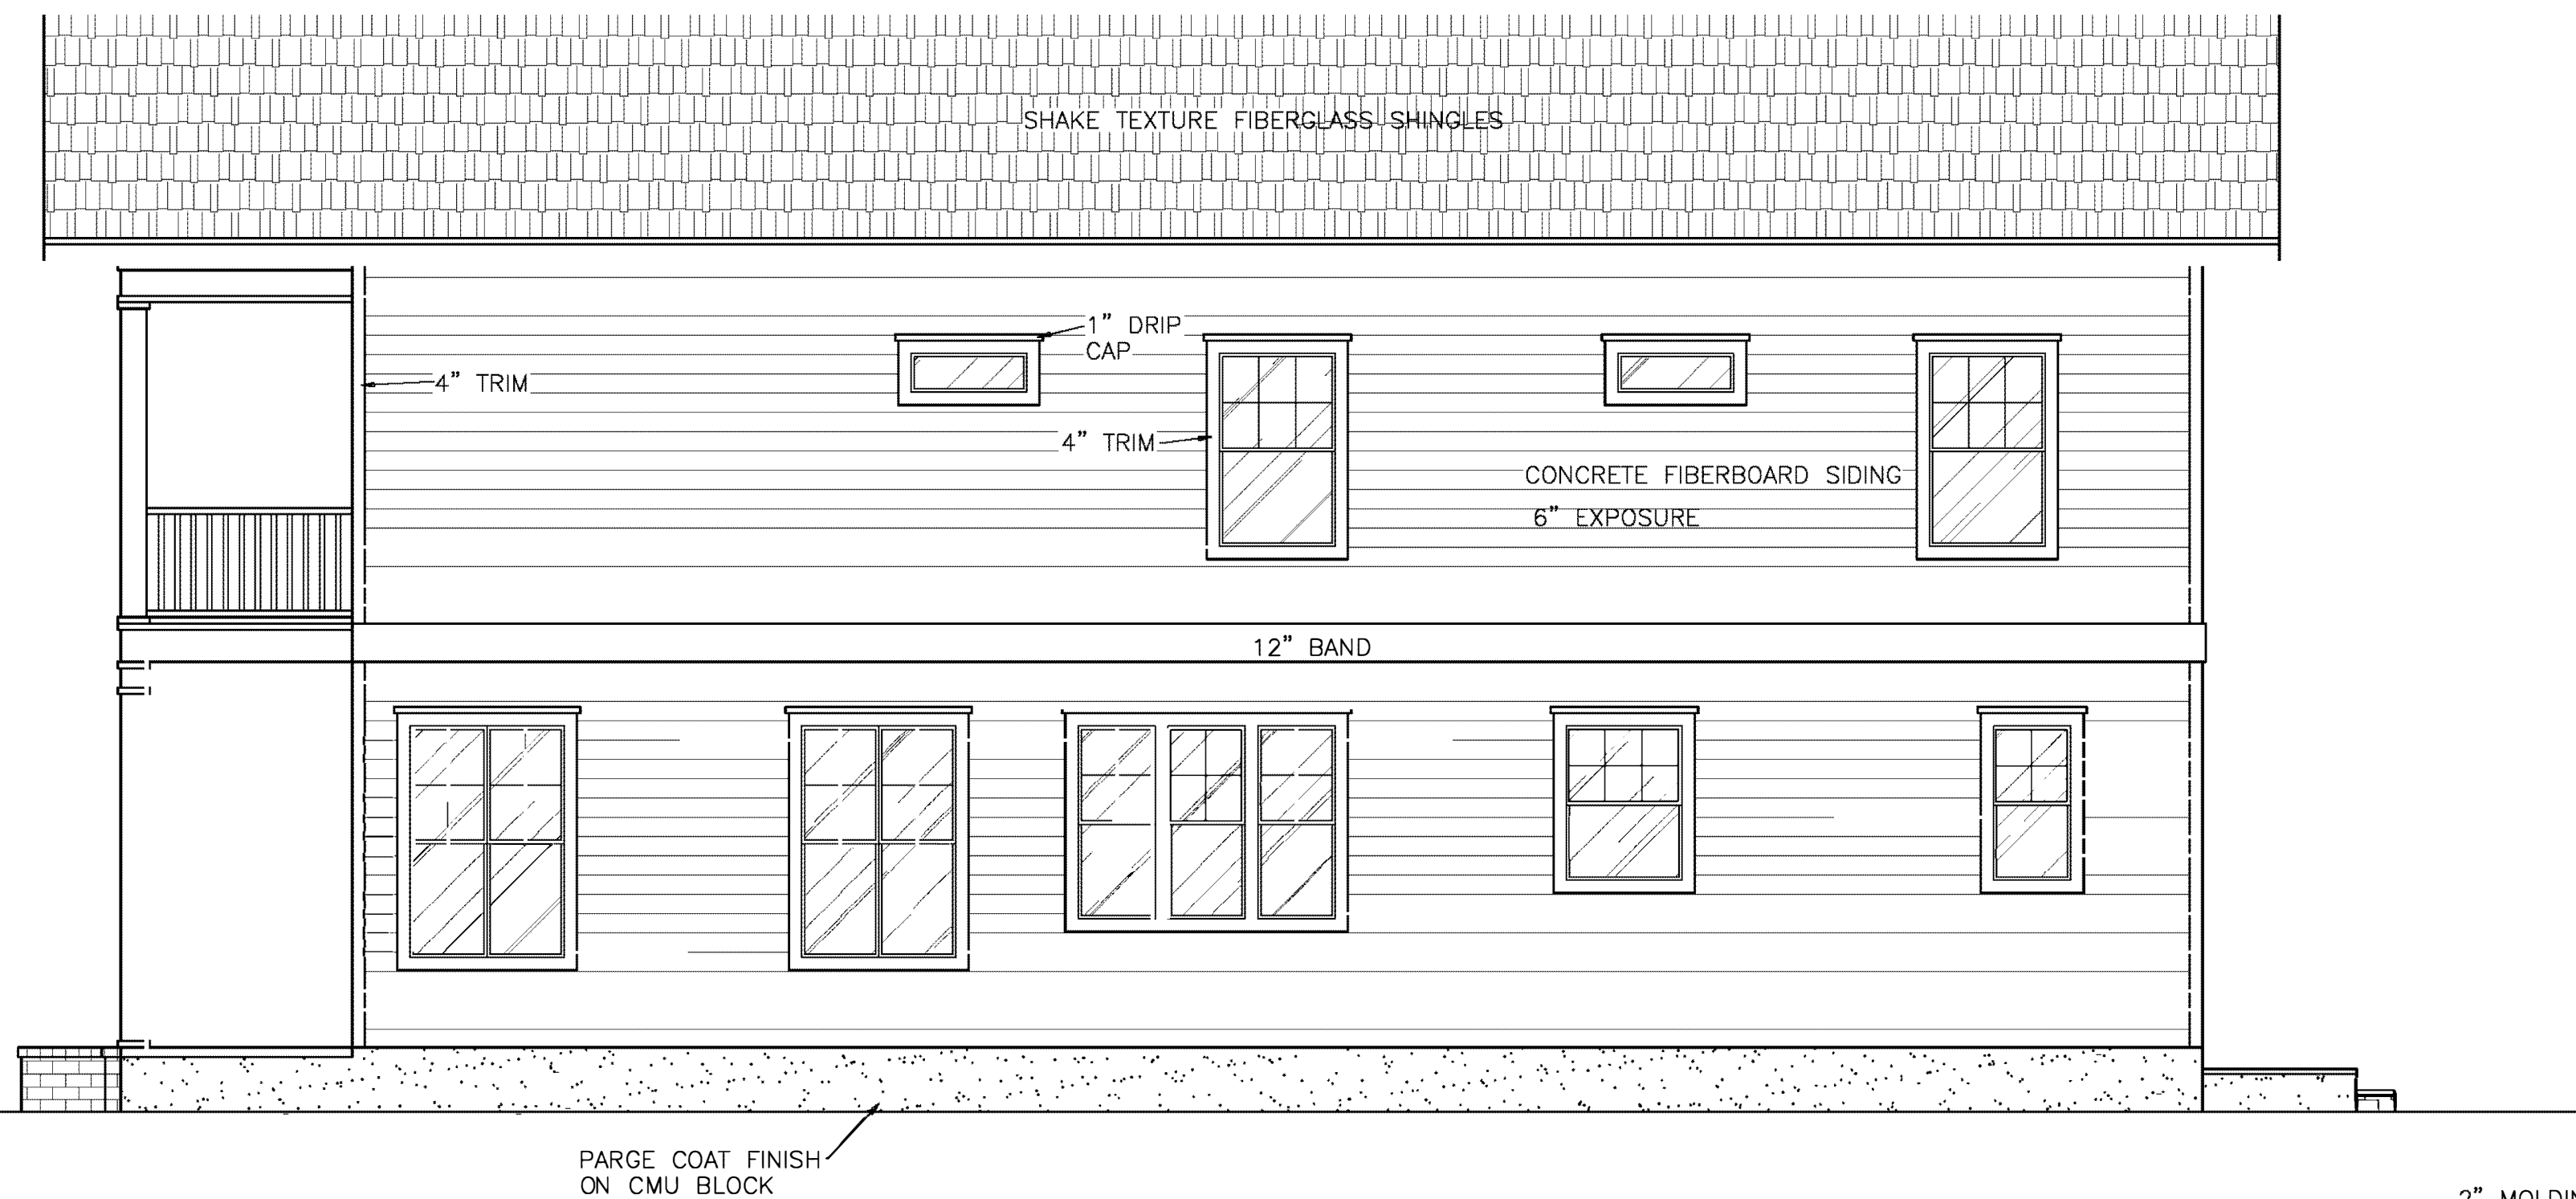 SHAKE TEXTURE FIBERGLASS SHINGLES
1” DRIP
CAP
4” TRIM
4” TRIM
CONCRETE FIBERBOARD SIDING
6” EXPOSURE
12” BAND
PARGE COAT FINISH
ON CMU BLOCK
2”